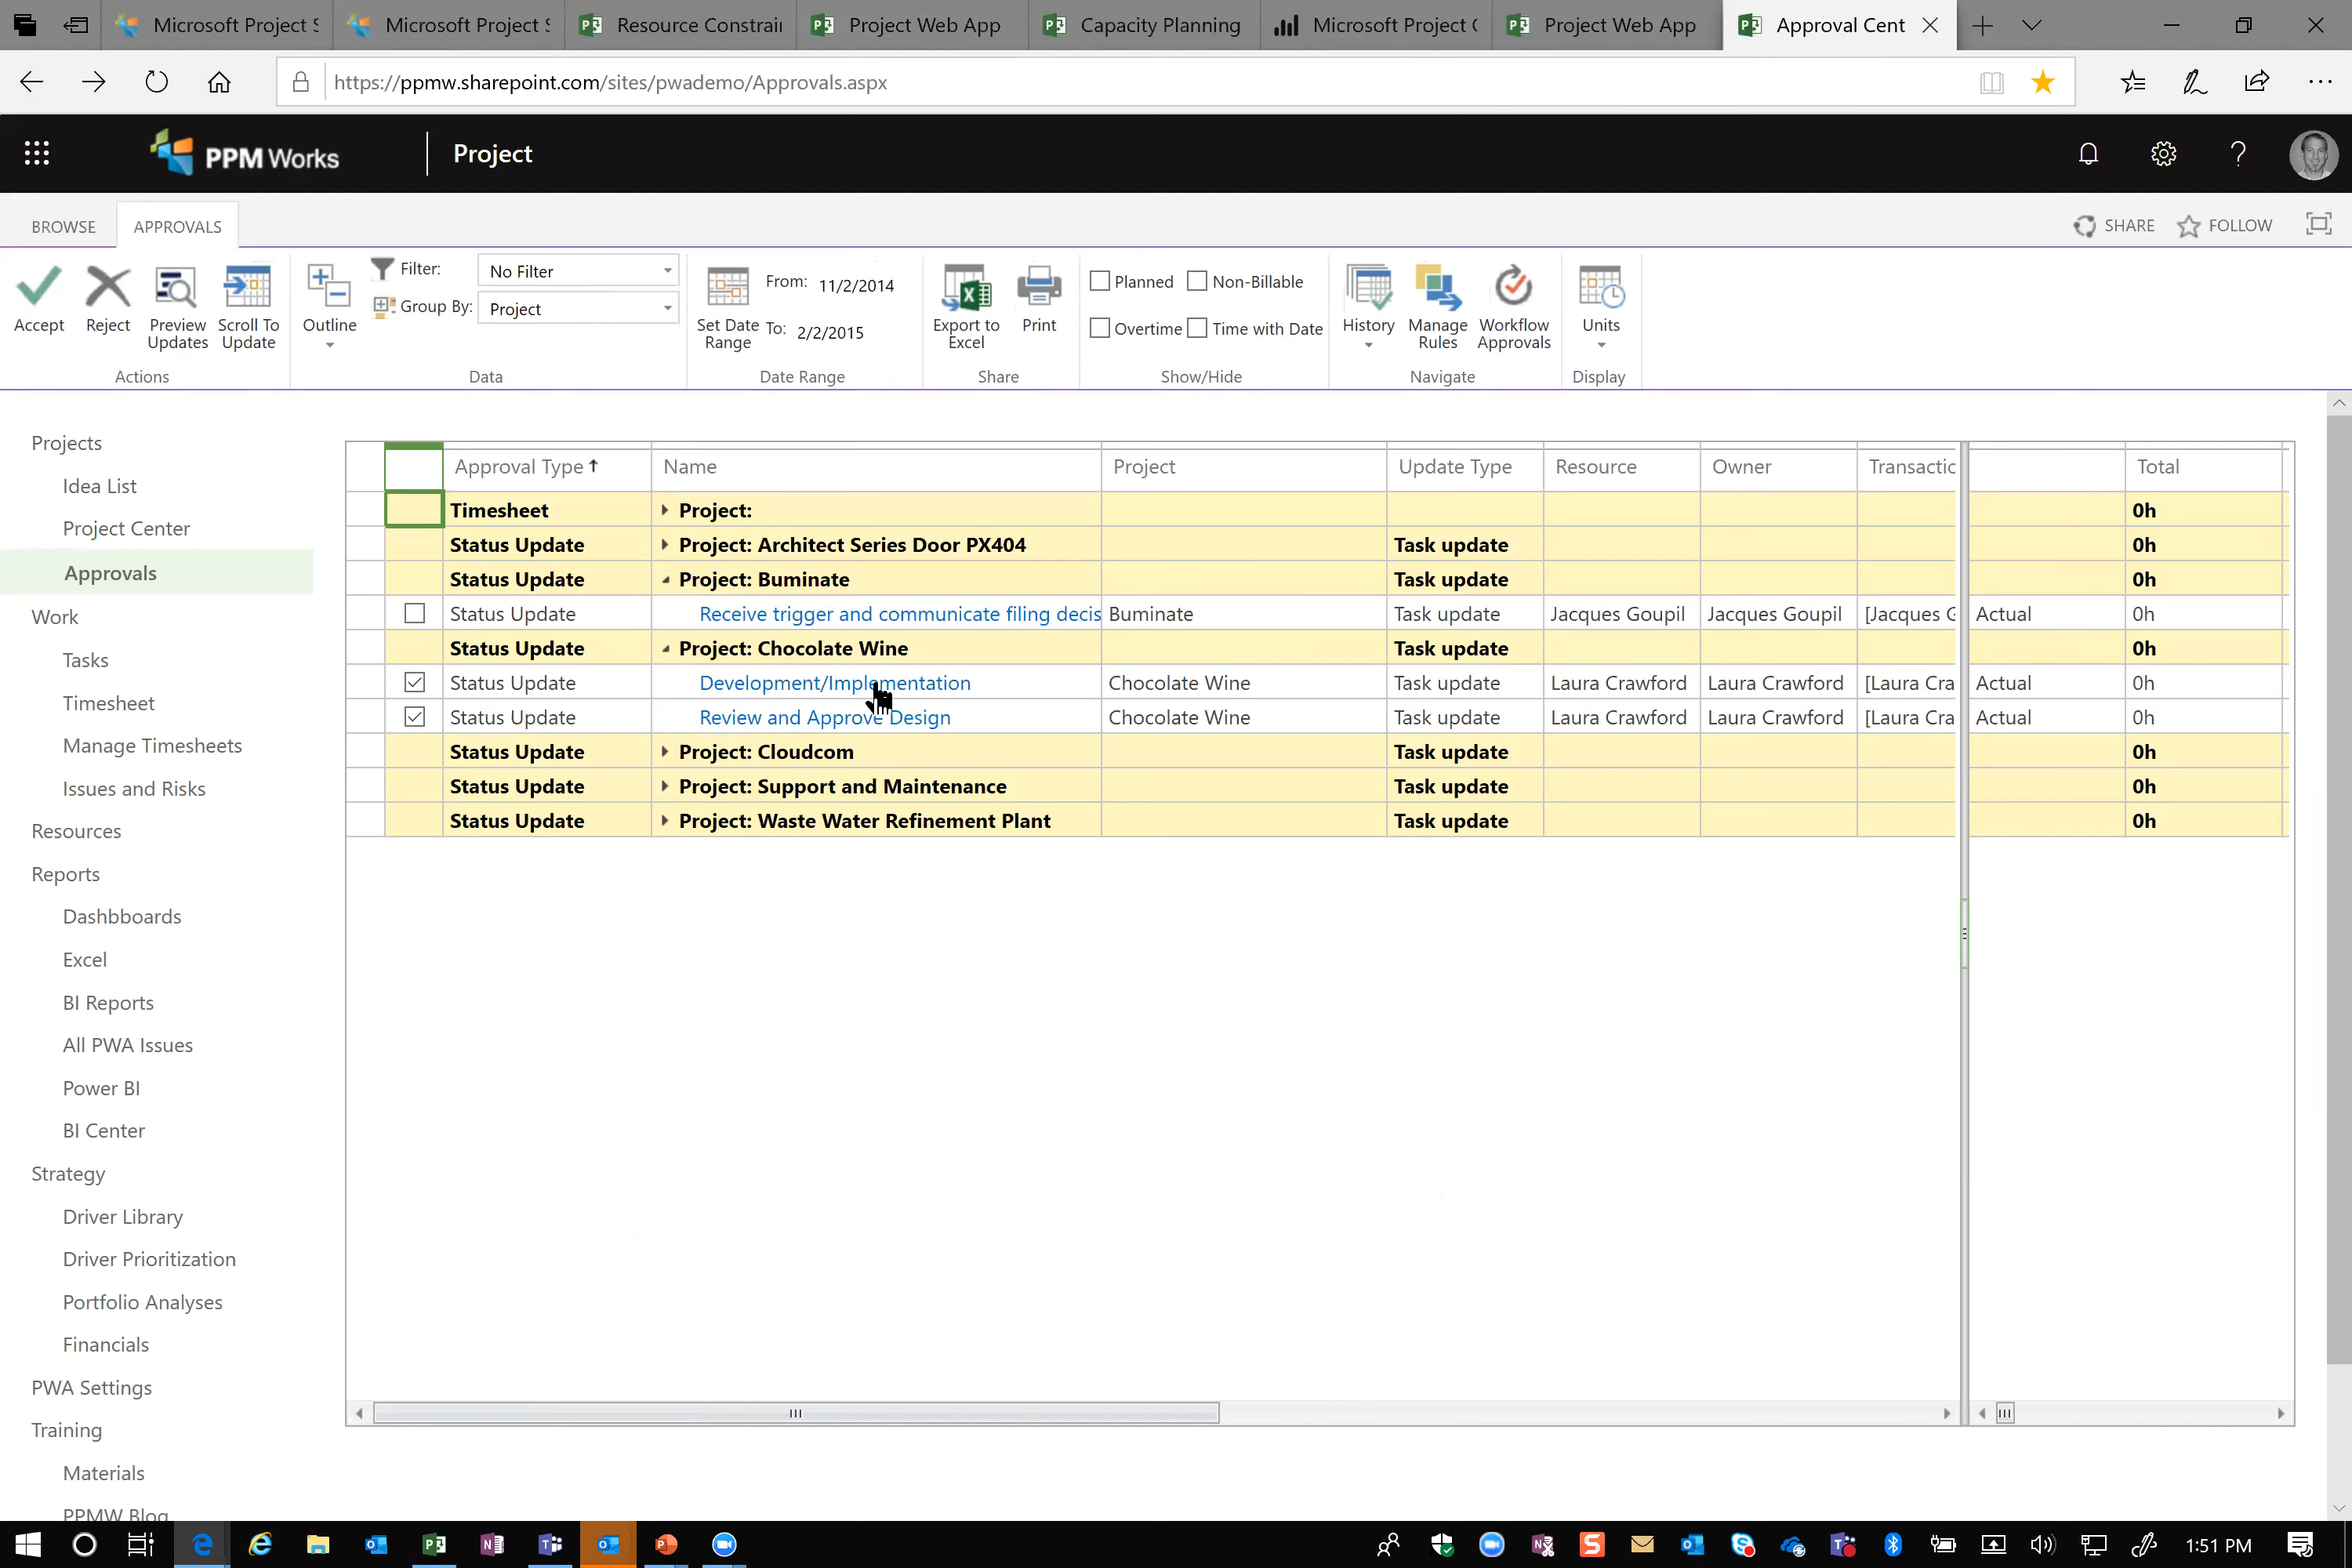 Microsoft Project S
Microsoft Project S
Resource Constrain
Project Web App
Capacity Planning
Microsoft Project C
Project Web App
Approval Cent
https://ppmw.sharepoint.com/sites/pwademo/Approvals.aspx
PPM Works
Project
BROWSE APPROVALS SHARE FOLLOW
Accept
Reject
Preview
Updates
Scroll To
Update
Actions
Outline
Filter: No Filter
Group By: Project
Data
Set Date
Range
From: 11/2/2014
To: 2/2/2015
Date Range
Export to
Excel
Print
Share
Planned Non-Billable
Overtime Time with Date
Show/Hide
History
Manage
Rules
Workflow
Approvals
Navigate
Units
Display
Projects
Idea List
Project Center
Approvals
Work
Tasks
Timesheet
Manage Timesheets
Issues and Risks
Resources
Reports
Dashbboards
Excel
BI Reports
All PWA Issues
Power BI
BI Center
Strategy
Driver Library
Driver Prioritization
Portfolio Analyses
Financials
PWA Settings
Training
Materials
PPMW Blog
Approval Type Name Project Update Type Resource Owner Transactic Total
Timesheet Project: 0h
Status Update Project: Architect Series Door PX404 Task update 0h
Status Update Project: Buminate Task update 0h
Status Update Receive trigger and communicate filing decis Buminate Task update Jacques Goupil Jacques Goupil [Jacques G Actual 0h
Status Update Project: Chocolate Wine Task update 0h
Status Update Development/Implementation Chocolate Wine Task update Laura Crawford Laura Crawford [Laura Cra Actual 0h
Status Update Review and Approve Design Chocolate Wine Task update Laura Crawford Laura Crawford [Laura Cra Actual 0h
Status Update Project: Cloudcom Task update 0h
Status Update Project: Support and Maintenance Task update 0h
Status Update Project: Waste Water Refinement Plant Task update 0h
1:51 PM